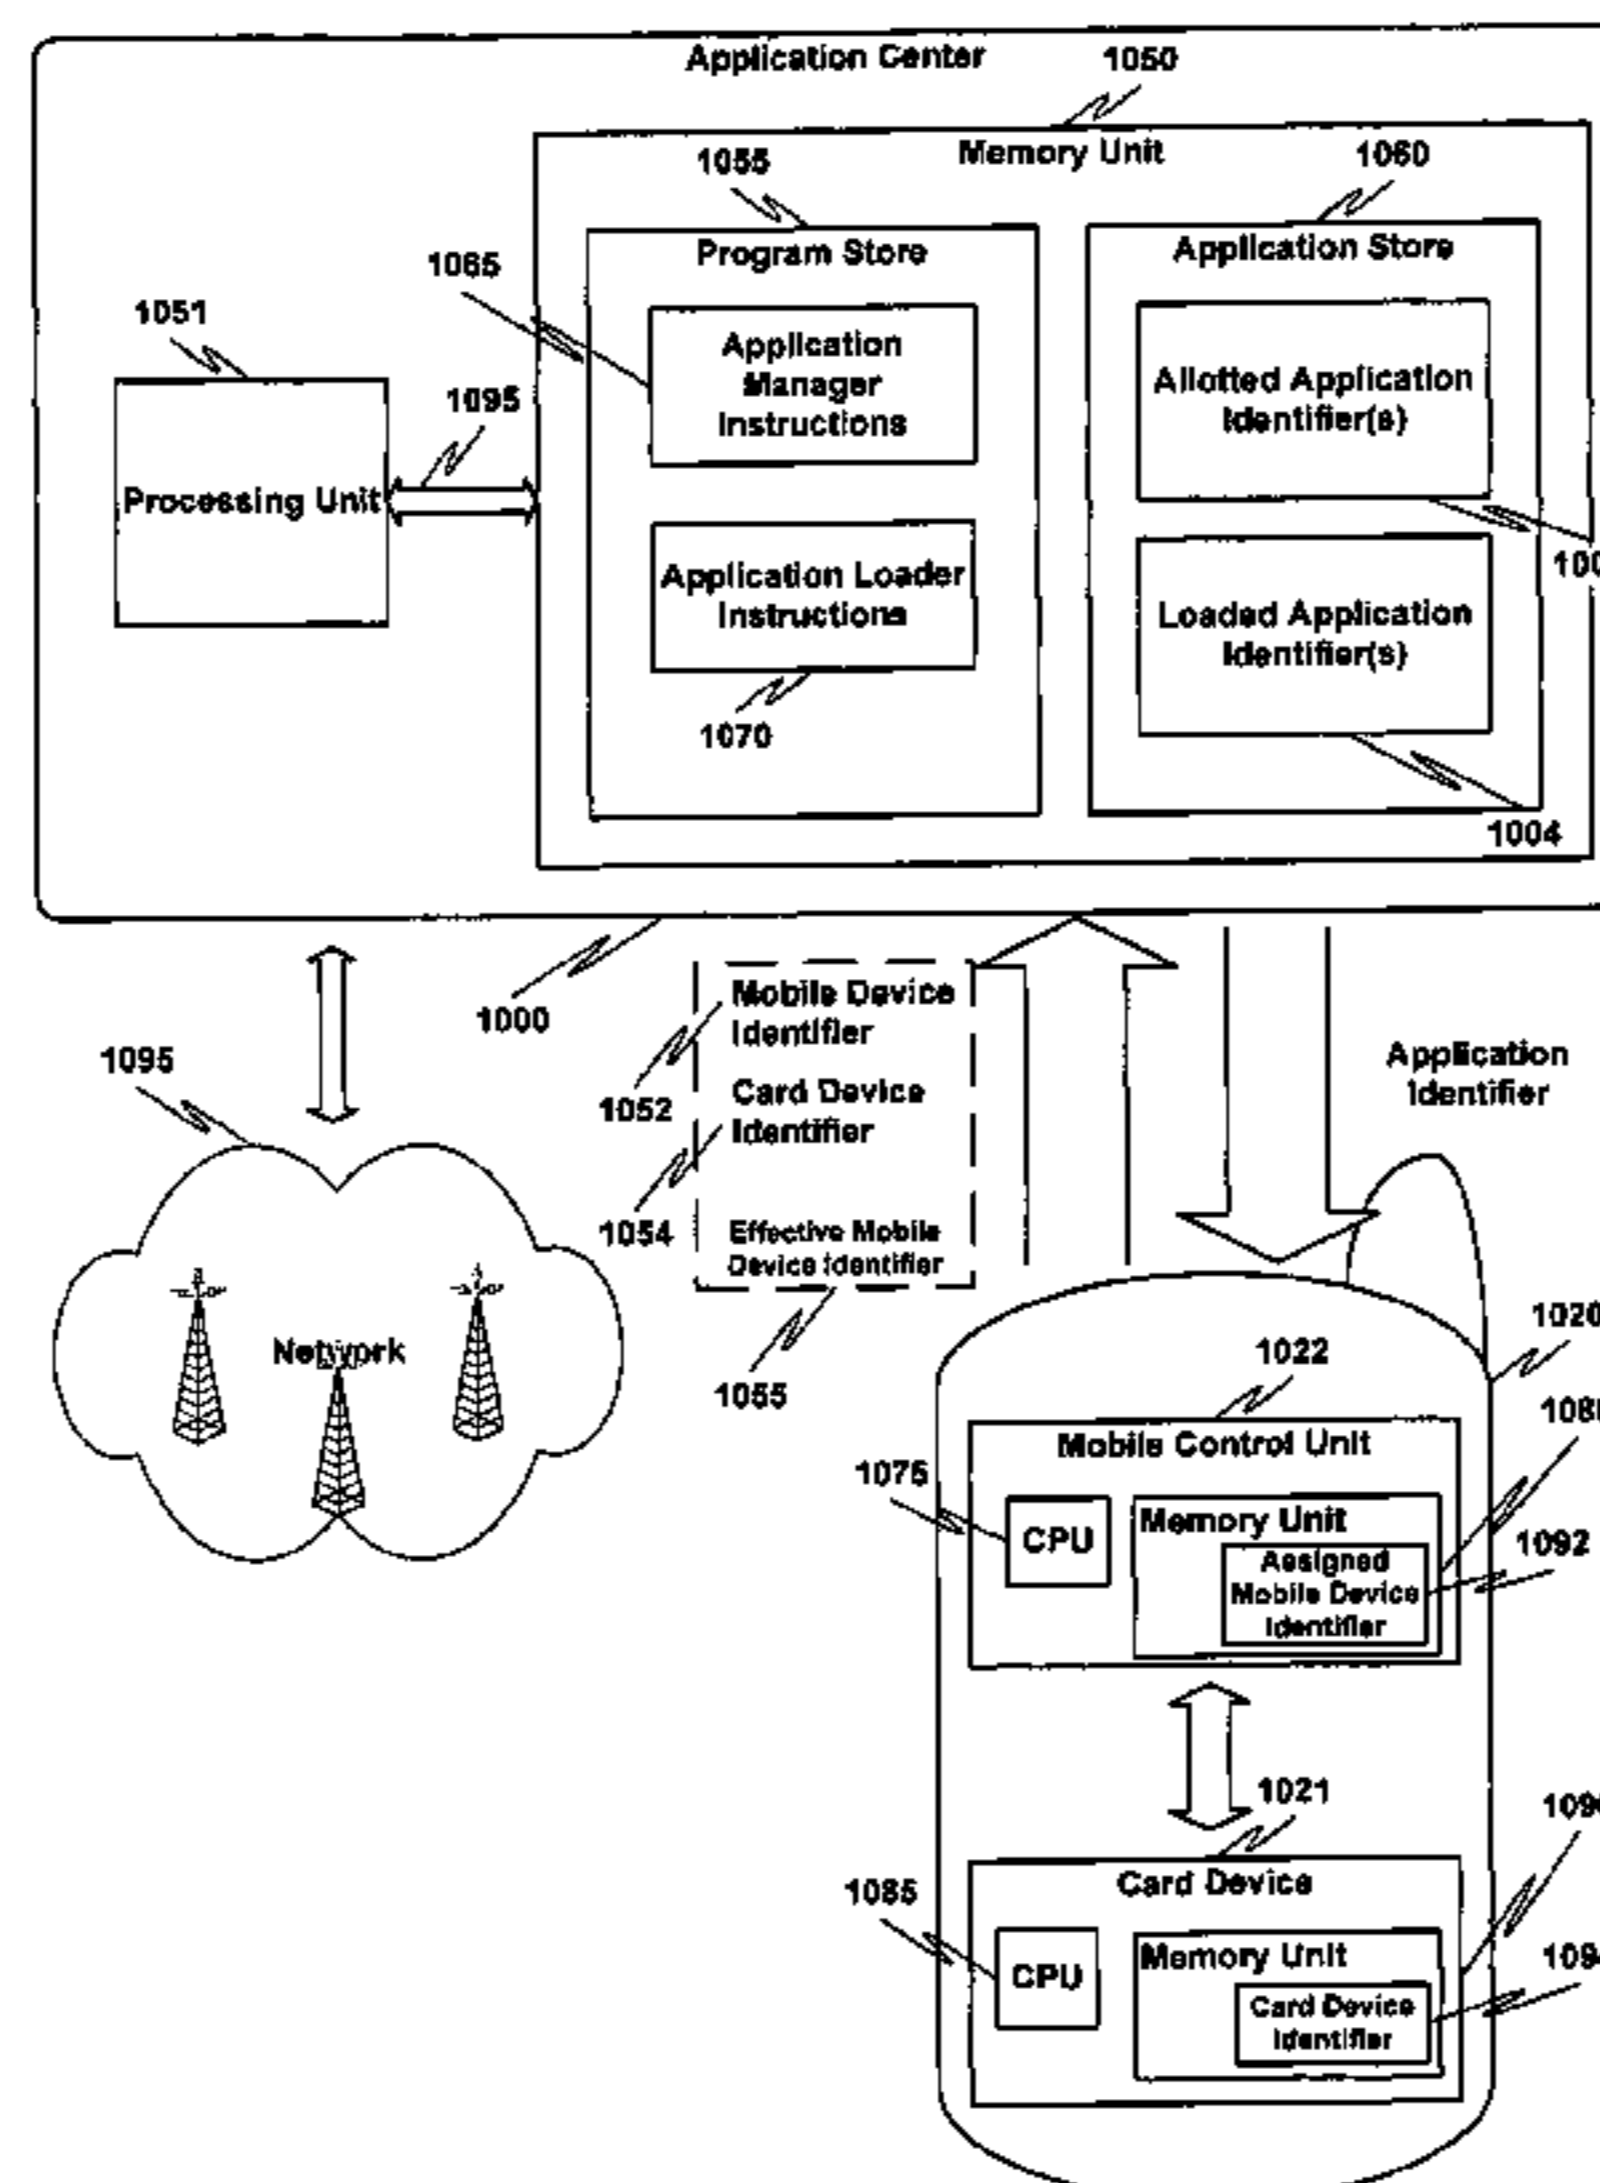 Application Center
1050
Memory Unit
1055
1060
Program Store
Application Store
1065
1051
Application
Manager
Instructions
Allotted Application
Identifier(s)
1095
Processing Unit
Application Loader
Instructions
Loaded Application
Identifier(s)
1070
1004
1000
Mobile Device
Identifier
1052
Card Device
Identifier
1054
Effective Mobile
Device Identifier
1055
Application
Identifier
1095
Network
1020
1022
Mobile Control Unit
1075
CPU
Memory Unit
Assigned
Mobile Device
Identifier
1092
1021
Card Device
1085
CPU
Memory Unit
Card Device
Identifier